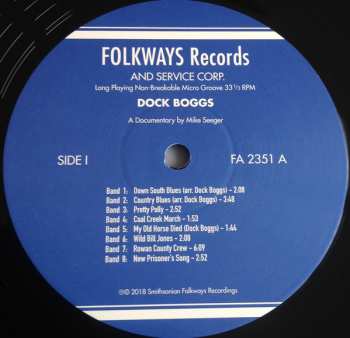 FOLKWAYS Records
AND SERVICE CORP.
Long Playing Non-Breakable Micro Groove 33 1/3 RPM
DOCK BOGGS
A Documentary by Mike Seeger
SIDE I FA 2351 A
Band 1: Down South Blues (arr. Dock Boggs) – 2:08
Band 2: Country Blues (arr. Dock Boggs) – 3:48
Band 3: Pretty Polly – 2:52
Band 4: Coal Creek March – 1:53
Band 5: My Old Horse Died (Dock Boggs) – 1:44
Band 6: Wild Bill Jones – 2:08
Band 7: Rowan County Crew – 6:09
Band 8: New Prisoner's Song – 2:52
℗© 2018 Smithsonian Folkways Recordings